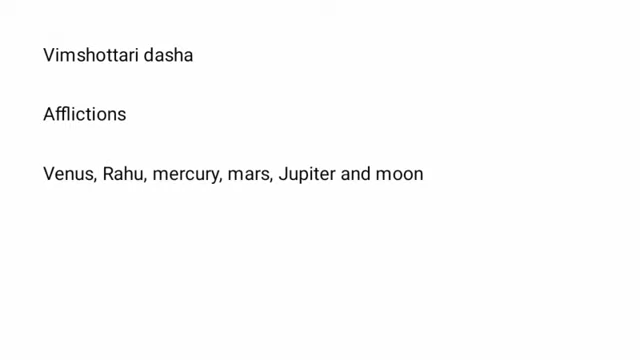 Vimshottari dasha
Afflictions
Venus, Rahu, mercury, mars, Jupiter and moon